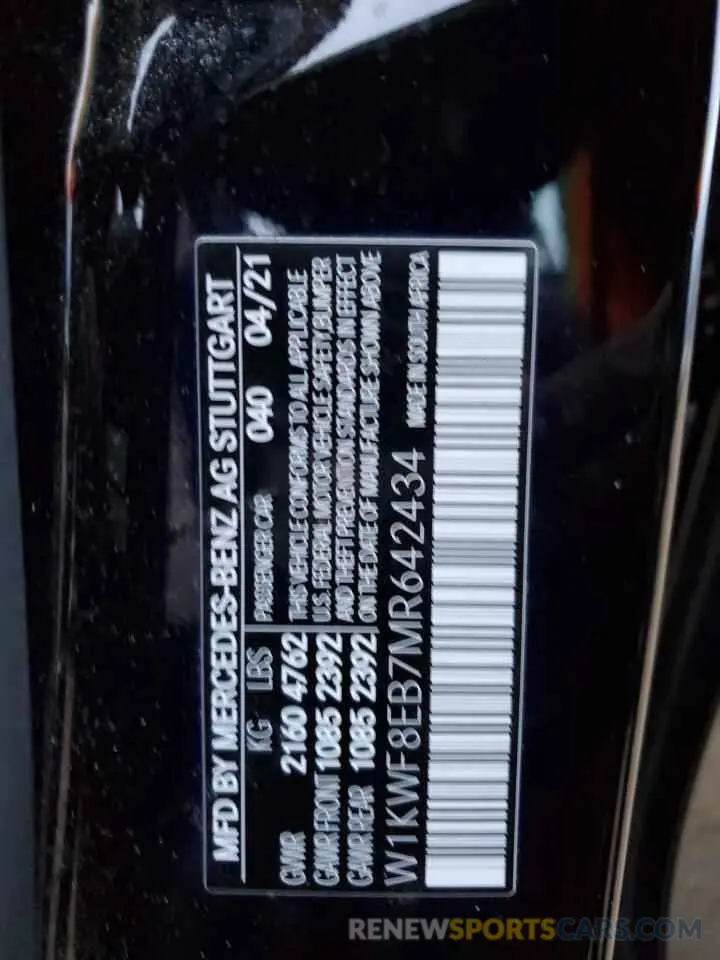 MFD BY MERCEDES-BENZ AG STUTTGART
KG LBS PASSENGER CAR 040 04/21
GVWR 2160 4762
GAWR FRONT 1085 2392
GAWR REAR 1085 2392
THIS VEHICLE CONFORMS TO ALL APPLICABLE
U.S. FEDERAL MOTOR VEHICLE SAFETY, BUMPER
AND THEFT PREVENTION STANDARDS IN EFFECT
ON THE DATE OF MANUFACTURE SHOWN ABOVE
W1KWF8EB7MR642434 MADE IN SOUTH AFRICA
RENEWSPORTSCARS.COM